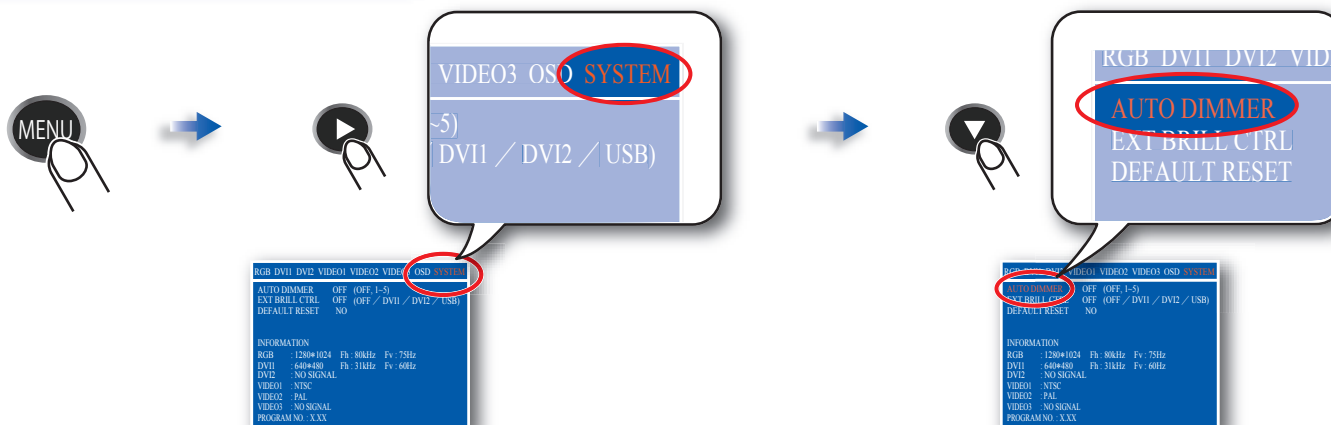 MENU
VIDEO3 OSD SYSTEM
~5)
DVI1 / DVI2 / USB)
RGB DVI1 DVI2 VIDEO1 VIDEO2 VIDEO3 OSD SYSTEM
AUTO DIMMER OFF (OFF, 1~5)
EXT BRILL CTRL OFF (OFF / DVI1 / DVI2 / USB)
DEFAULT RESET NO
INFORMATION
RGB : 1280*1024 Fh : 80kHz Fv : 75Hz
DVI1 : 640*480 Fh : 31kHz Fv : 60Hz
DVI2 : NO SIGNAL
VIDEO1 : NTSC
VIDEO2 : PAL
VIDEO3 : NO SIGNAL
PROGRAM NO. : X.XX
RGB DVI1 DVI2 VID
AUTO DIMMER
EXT BRILL CTRL
DEFAULT RESET
RGB DVI1 DVI2 VIDEO1 VIDEO2 VIDEO3 OSD SYSTEM
AUTO DIMMER OFF (OFF, 1~5)
EXT BRILL CTRL OFF (OFF / DVI1 / DVI2 / USB)
DEFAULT RESET NO
INFORMATION
RGB : 1280*1024 Fh : 80kHz Fv : 75Hz
DVI1 : 640*480 Fh : 31kHz Fv : 60Hz
DVI2 : NO SIGNAL
VIDEO1 : NTSC
VIDEO2 : PAL
VIDEO3 : NO SIGNAL
PROGRAM NO. : X.XX